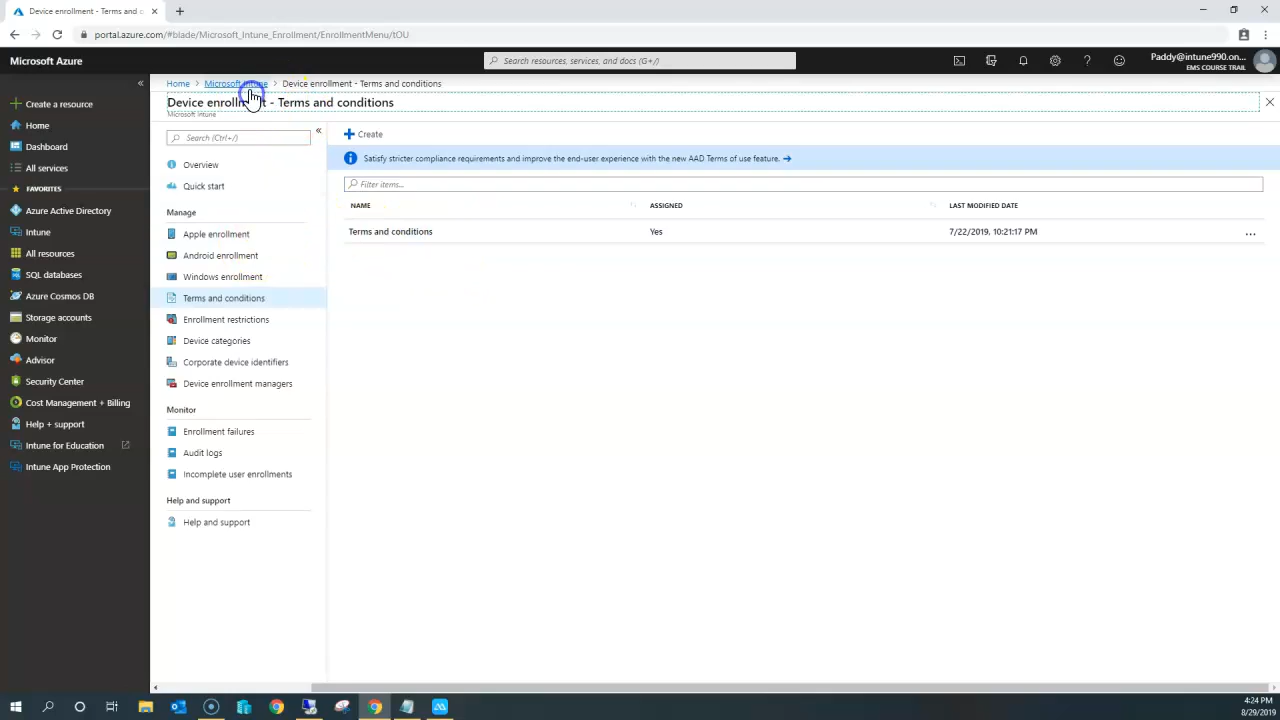 Device enrollment - Terms and c
portal.azure.com/#blade/Microsoft_Intune_Enrollment/EnrollmentMenu/tOU
Microsoft Azure
Search resources, services, and docs (G+/)
Paddy@intune990.on...
EMS COURSE TRAIL
Home > Microsoft Intune > Device enrollment - Terms and conditions
Device enrollment - Terms and conditions
Microsoft Intune
Create a resource
Home
Dashboard
All services
FAVORITES
Azure Active Directory
Intune
All resources
SQL databases
Azure Cosmos DB
Storage accounts
Monitor
Advisor
Security Center
Cost Management + Billing
Help + support
Intune for Education
Intune App Protection
Search (Ctrl+/)
Overview
Quick start
Manage
Apple enrollment
Android enrollment
Windows enrollment
Terms and conditions
Enrollment restrictions
Device categories
Corporate device identifiers
Device enrollment managers
Monitor
Enrollment failures
Audit logs
Incomplete user enrollments
Help and support
Help and support
Create
Satisfy stricter compliance requirements and improve the end-user experience with the new AAD Terms of use feature.
Filter items...
NAME ASSIGNED LAST MODIFIED DATE
Terms and conditions Yes 7/22/2019, 10:21:17 PM
4:24 PM
8/29/2019